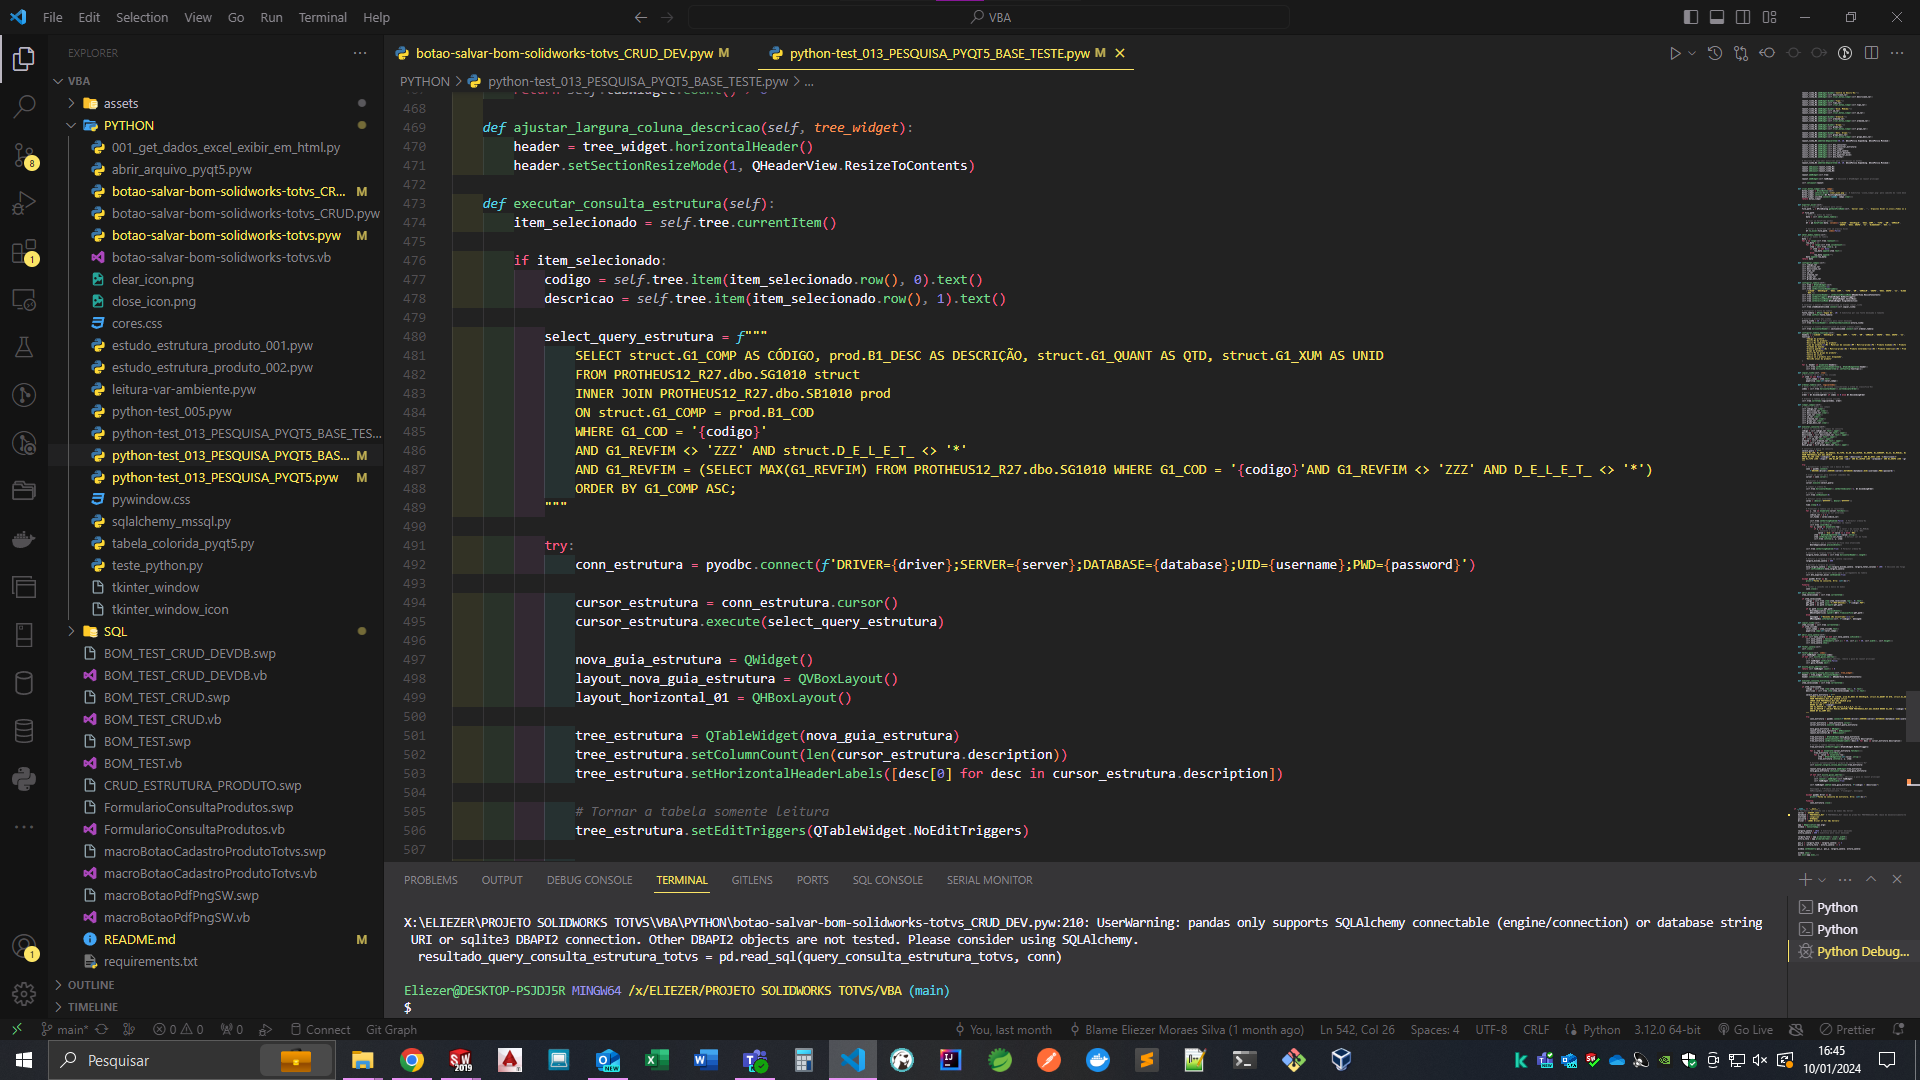 File Edit Selection View Go Run Terminal Help
VBA
EXPLORER
VBA
assets
PYTHON
001_get_dados_excel_exibir_em_html.py
abrir_arquivo_pyqt5.pyw
botao-salvar-bom-solidworks-totvs_CR... M
botao-salvar-bom-solidworks-totvs_CRUD.pyw
botao-salvar-bom-solidworks-totvs.pyw M
botao-salvar-bom-solidworks-totvs.vb
clear_icon.png
close_icon.png
cores.css
estudo_estrutura_produto_001.pyw
estudo_estrutura_produto_002.pyw
leitura-var-ambiente.pyw
python-test_005.pyw
python-test_013_PESQUISA_PYQT5_BASE_TES...
python-test_013_PESQUISA_PYQT5_BAS... M
python-test_013_PESQUISA_PYQT5.pyw M
pywindow.css
sqlalchemy_mssql.py
tabela_colorida_pyqt5.py
teste_python.py
tkinter_window
tkinter_window_icon
SQL
BOM_TEST_CRUD_DEVDB.swp
BOM_TEST_CRUD_DEVDB.vb
BOM_TEST_CRUD.swp
BOM_TEST_CRUD.vb
BOM_TEST.swp
BOM_TEST.vb
CRUD_ESTRUTURA_PRODUTO.swp
FormularioConsultaProdutos.swp
FormularioConsultaProdutos.vb
macroBotaoCadastroProdutoTotvs.swp
macroBotaoCadastroProdutoTotvs.vb
macroBotaoPdfPngSW.swp
macroBotaoPdfPngSW.vb
README.md M
requirements.txt
OUTLINE
TIMELINE
8
1
1
botao-salvar-bom-solidworks-totvs_CRUD_DEV.pyw M
python-test_013_PESQUISA_PYQT5_BASE_TESTE.pyw M
PYTHON > python-test_013_PESQUISA_PYQT5_BASE_TESTE.pyw > ...
468
469 def ajustar_largura_coluna_descricao(self, tree_widget):
470 header = tree_widget.horizontalHeader()
471 header.setSectionResizeMode(1, QHeaderView.ResizeToContents)
472
473 def executar_consulta_estrutura(self):
474 item_selecionado = self.tree.currentItem()
475
476 if item_selecionado:
477 codigo = self.tree.item(item_selecionado.row(), 0).text()
478 descricao = self.tree.item(item_selecionado.row(), 1).text()
479
480 select_query_estrutura = f"""
481 SELECT struct.G1_COMP AS CÓDIGO, prod.B1_DESC AS DESCRIÇÃO, struct.G1_QUANT AS QTD, struct.G1_XUM AS UNID
482 FROM PROTHEUS12_R27.dbo.SG1010 struct
483 INNER JOIN PROTHEUS12_R27.dbo.SB1010 prod
484 ON struct.G1_COMP = prod.B1_COD
485 WHERE G1_COD = '{codigo}'
486 AND G1_REVFIM <> 'ZZZ' AND struct.D_E_L_E_T_ <> '*'
487 AND G1_REVFIM = (SELECT MAX(G1_REVFIM) FROM PROTHEUS12_R27.dbo.SG1010 WHERE G1_COD = '{codigo}'AND G1_REVFIM <> 'ZZZ' AND D_E_L_E_T_ <> '*')
488 ORDER BY G1_COMP ASC;
489 """
490
491 try:
492 conn_estrutura = pyodbc.connect(f'DRIVER={driver};SERVER={server};DATABASE={database};UID={username};PWD={password}')
493
494 cursor_estrutura = conn_estrutura.cursor()
495 cursor_estrutura.execute(select_query_estrutura)
496
497 nova_guia_estrutura = QWidget()
498 layout_nova_guia_estrutura = QVBoxLayout()
499 layout_horizontal_01 = QHBoxLayout()
500
501 tree_estrutura = QTableWidget(nova_guia_estrutura)
502 tree_estrutura.setColumnCount(len(cursor_estrutura.description))
503 tree_estrutura.setHorizontalHeaderLabels([desc[0] for desc in cursor_estrutura.description])
504
505 # Tornar a tabela somente leitura
506 tree_estrutura.setEditTriggers(QTableWidget.NoEditTriggers)
507
PROBLEMS OUTPUT DEBUG CONSOLE TERMINAL GITLENS PORTS SQL CONSOLE SERIAL MONITOR
X:\ELIEZER\PROJETO SOLIDWORKS TOTVS\VBA\PYTHON\botao-salvar-bom-solidworks-totvs_CRUD_DEV.pyw:210: UserWarning: pandas only supports SQLAlchemy connectable (engine/connection) or database string
URI or sqlite3 DBAPI2 connection. Other DBAPI2 objects are not tested. Please consider using SQLAlchemy.
resultado_query_consulta_estrutura_totvs = pd.read_sql(query_consulta_estrutura_totvs, conn)
Eliezer@DESKTOP-PSJDJ5R MINGW64 /x/ELIEZER/PROJETO SOLIDWORKS TOTVS/VBA (main)
$
Python
Python
Python Debug...
main* 0 0 0 Connect Git Graph You, last month Blame Eliezer Moraes Silva (1 month ago) Ln 542, Col 26 Spaces: 4 UTF-8 CRLF Python 3.12.0 64-bit Go Live Prettier
Pesquisar
16:45
10/01/2024